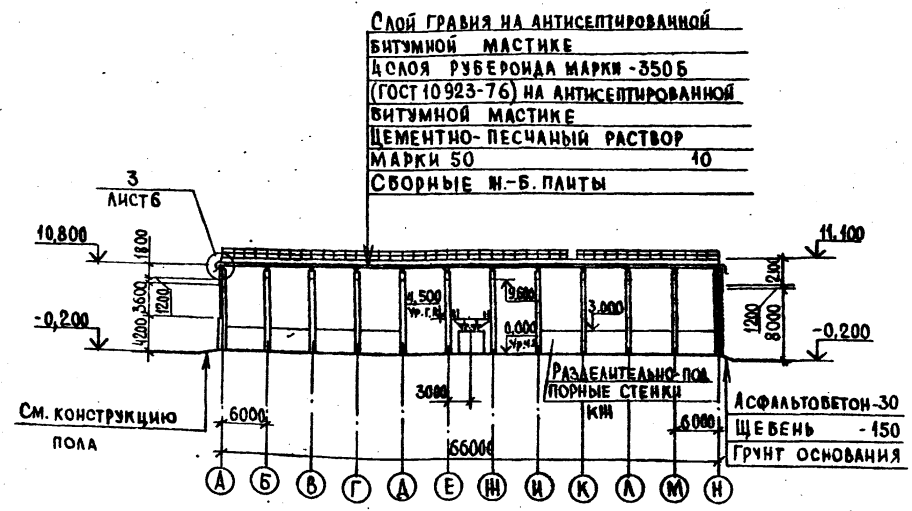 Слой гравия на антисептированной
битумной мастике
4 слоя рубероида марки -350Б
(ГОСТ 10923-76) на антисептированной
битумной мастике
Цементно-песчаный раствор
марки 50 10
Сборные ж.-б. плиты
3
лист 6
10,800
11.100
1800
3600
1200
4200
-0,200
4,500
9.600
3.000
0.000
2100
1200
8000
-0,200
Разделительно-под
порные стенки
КЖ
3000
См. конструкцию
пола
6000
6000
66000
Асфальтобетон-30
Щебень -150
Грунт основания
А Б В Г Д Е Ж И К Л М Н